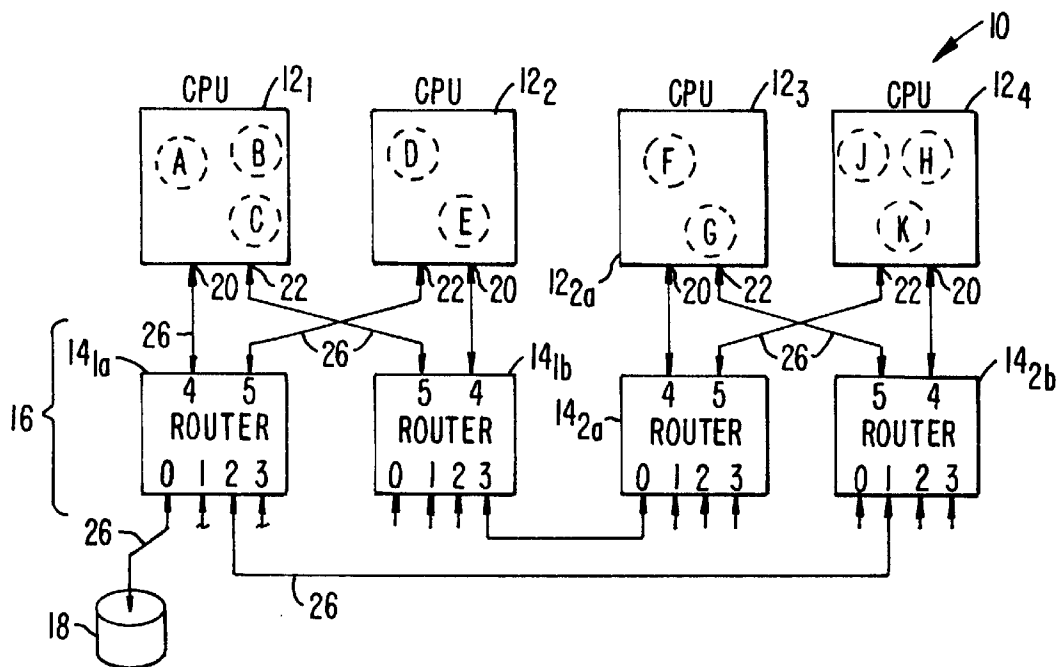 10
CPU 12₁ CPU 12₂ CPU 12₃ CPU 12₄
A B D F J H
C E G K
20 22 22 20 12₂ₐ 20 22 22 20
26 26 26
16 14₁ₐ 4 5 5 4 14₁b 4 5 5 4 14₂b
ROUTER ROUTER 14₂ₐ ROUTER ROUTER
0 1 2 3 0 1 2 3 0 1 2 3 0 1 2 3
26
26
18